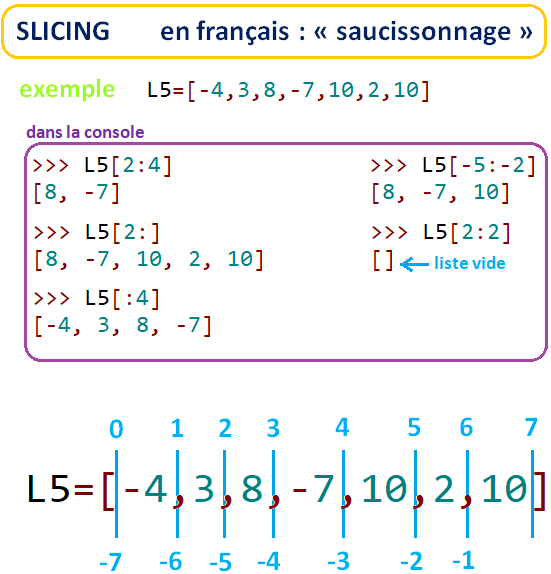 SLICING en français : « saucissonnage »
exemple L5=[-4,3,8,-7,10,2,10]
dans la console
>>> L5[2:4]
[8, -7]
>>> L5[2:]
[8, -7, 10, 2, 10]
>>> L5[:4]
[-4, 3, 8, -7]
>>> L5[-5:-2]
[8, -7, 10]
>>> L5[2:2]
[] liste vide
0 1 2 3 4 5 6 7
L5=[-4,3,8,-7,10,2,10]
-7 -6 -5 -4 -3 -2 -1